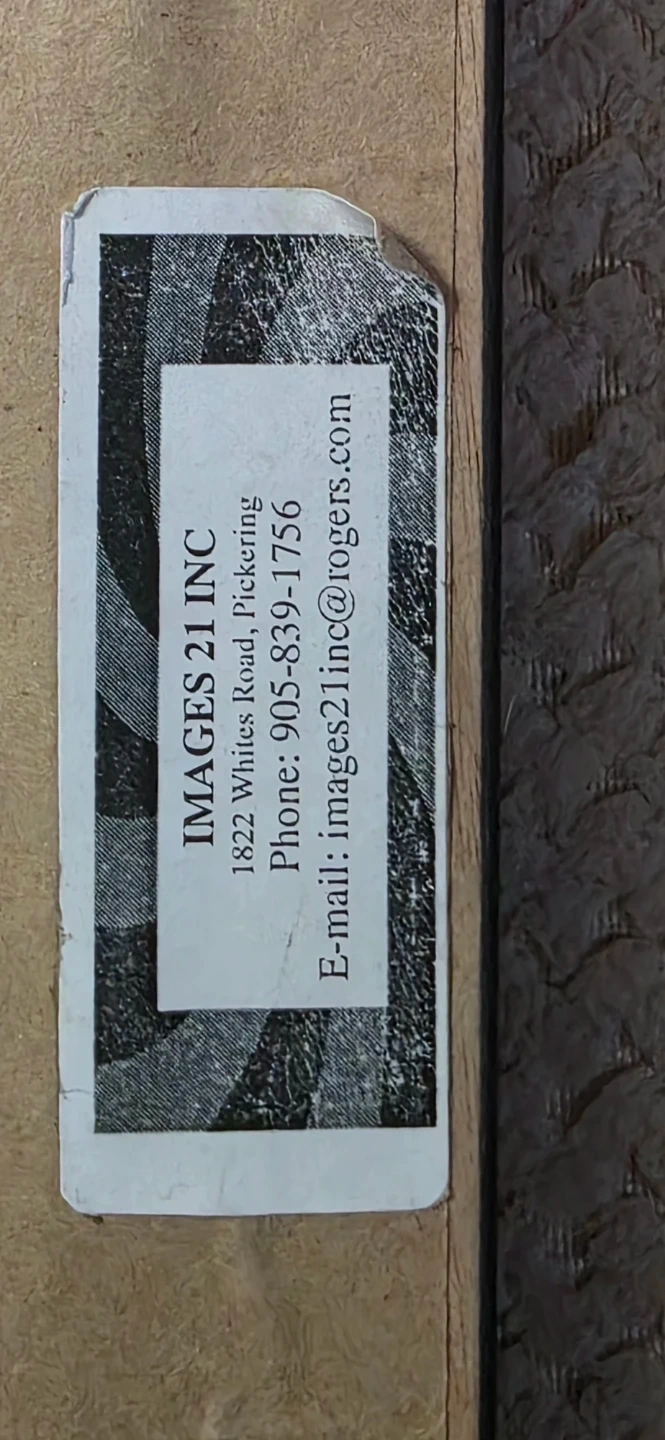 IMAGES 21 INC
1822 Whites Road, Pickering
Phone: 905-839-1756
E-mail: images21inc@rogers.com